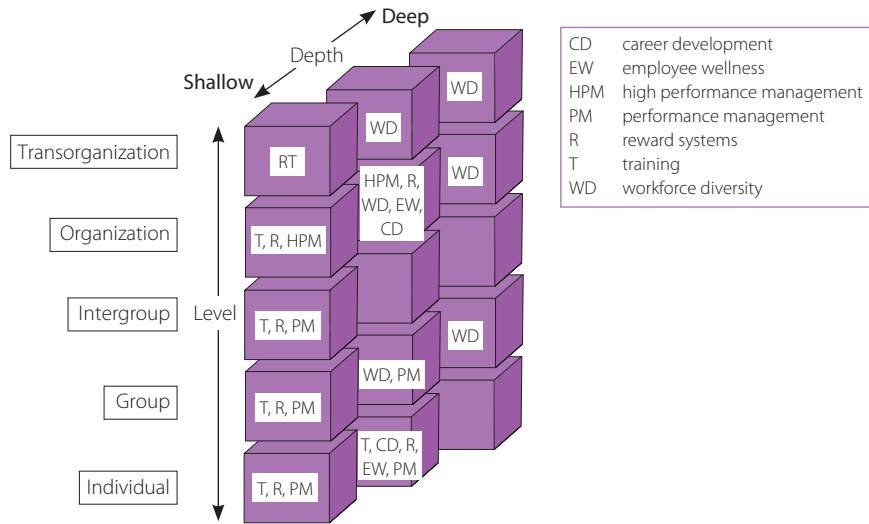 Deep
Depth
Shallow
CD career development
EW employee wellness
HPM high performance management
PM performance management
R reward systems
T training
WD workforce diversity
Transorganization
Organization
Intergroup
Group
Individual
Level
RT
T, R, HPM
T, R, PM
T, R, PM
T, R, PM
WD
HPM, R,
WD, EW,
CD
WD, PM
T, CD, R,
EW, PM
WD
WD
WD